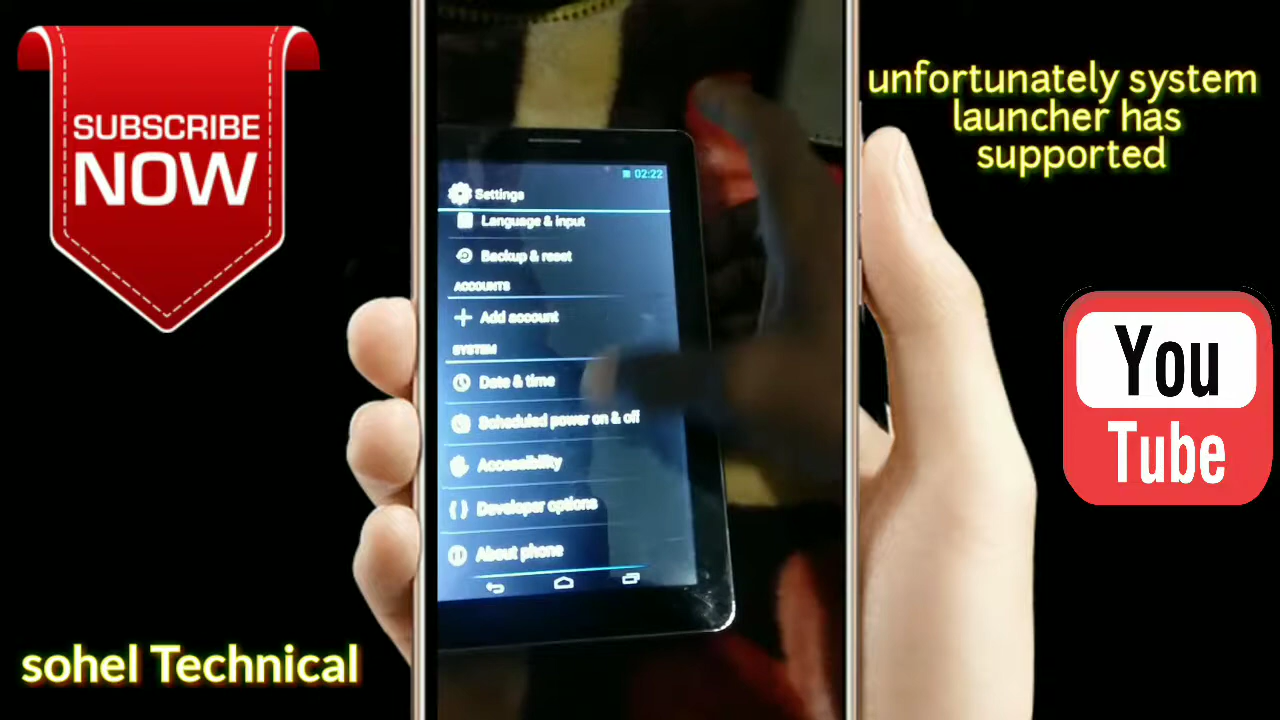 SUBSCRIBE
NOW
unfortunately system
launcher has
supported
02:22
Settings
Language & input
Backup & reset
ACCOUNTS
Add account
SYSTEM
Date & time
Scheduled power on & off
Accessibility
Developer options
About phone
You
Tube
sohel Technical